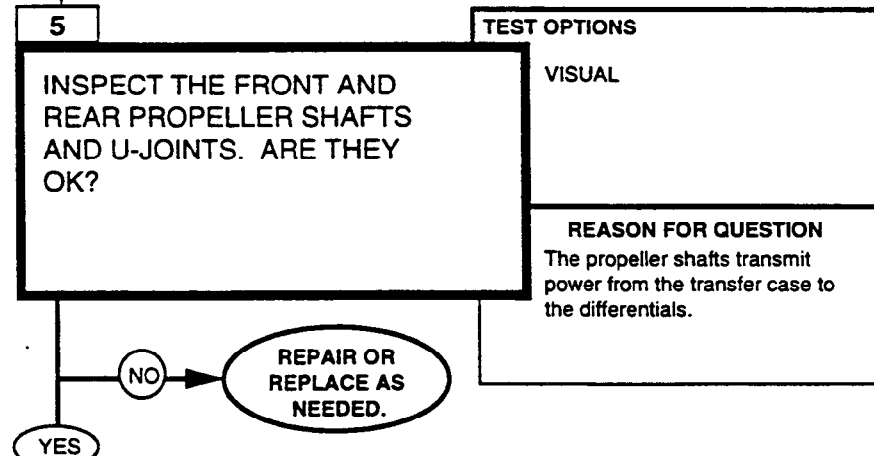 5
INSPECT THE FRONT AND
REAR PROPELLER SHAFTS
AND U-JOINTS. ARE THEY
OK?
TEST OPTIONS
VISUAL
REASON FOR QUESTION
The propeller shafts transmit
power from the transfer case to
the differentials.
NO
REPAIR OR
REPLACE AS
NEEDED.
YES